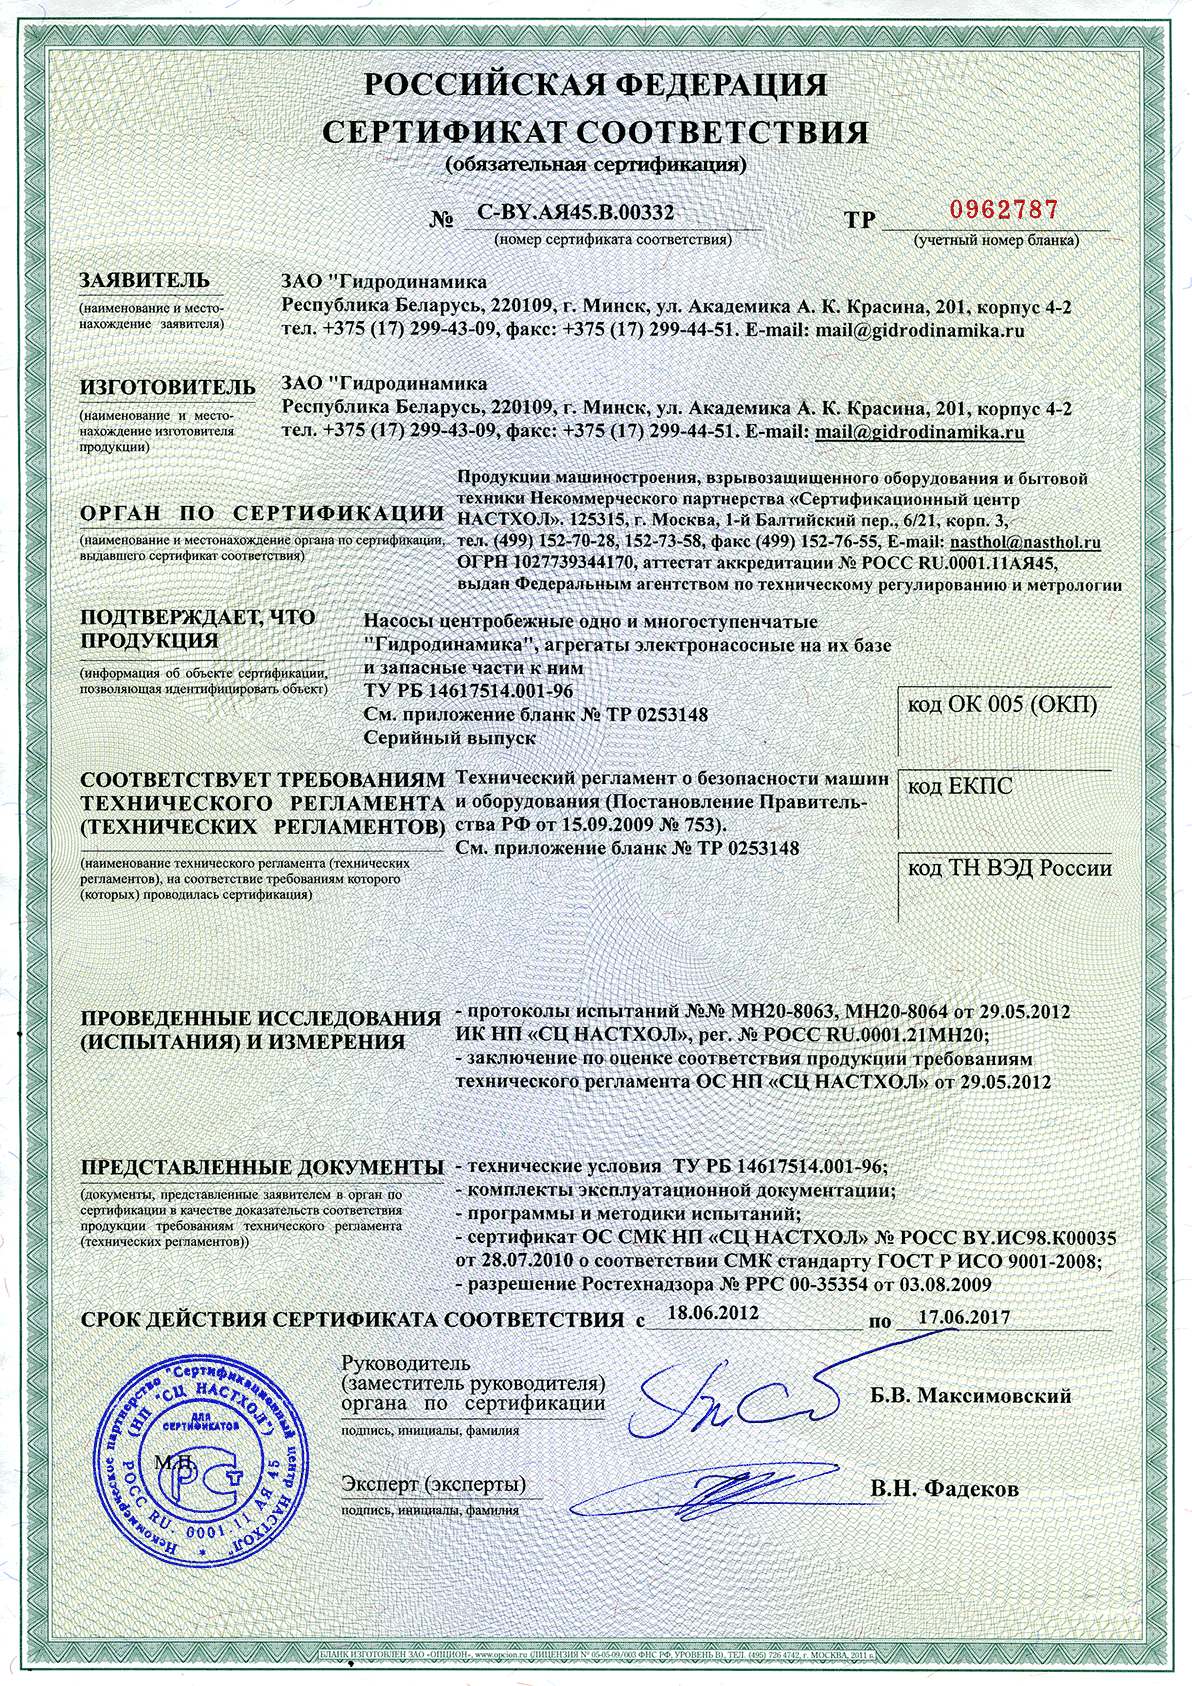 РОССИЙСКАЯ ФЕДЕРАЦИЯ
СЕРТИФИКАТ СООТВЕТСТВИЯ
(обязательная сертификация)
№ C-BY.АЯ45.В.00332
(номер сертификата соответствия)
ТР 0962787
(учетный номер бланка)
ЗАЯВИТЕЛЬ
(наименование и место-
нахождение заявителя)
ЗАО "Гидродинамика
Республика Беларусь, 220109, г. Минск, ул. Академика А. К. Красина, 201, корпус 4-2
тел. +375 (17) 299-43-09, факс: +375 (17) 299-44-51. E-mail: mail@gidrodinamika.ru
ИЗГОТОВИТЕЛЬ
(наименование и место-
нахождение изготовителя
продукции)
ЗАО "Гидродинамика
Республика Беларусь, 220109, г. Минск, ул. Академика А. К. Красина, 201, корпус 4-2
тел. +375 (17) 299-43-09, факс: +375 (17) 299-44-51. E-mail: mail@gidrodinamika.ru
ОРГАН ПО СЕРТИФИКАЦИИ
(наименование и местонахождение органа по сертификации,
выдавшего сертификат соответствия)
Продукции машиностроения, взрывозащищенного оборудования и бытовой
техники Некоммерческого партнерства «Сертификационный центр
НАСТХОЛ». 125315, г. Москва, 1-й Балтийский пер., 6/21, корп. 3,
тел. (499) 152-70-28, 152-73-58, факс (499) 152-76-55, E-mail: nasthol@nasthol.ru
ОГРН 1027739344170, аттестат аккредитации № РОСС RU.0001.11АЯ45,
выдан Федеральным агентством по техническому регулированию и метрологии
ПОДТВЕРЖДАЕТ, ЧТО
ПРОДУКЦИЯ
(информация об объекте сертификации,
позволяющая идентифицировать объект)
Насосы центробежные одно и многоступенчатые
"Гидродинамика", агрегаты электронасосные на их базе
и запасные части к ним
ТУ РБ 14617514.001-96
См. приложение бланк № ТР 0253148
Серийный выпуск
код ОК 005 (ОКП)
СООТВЕТСТВУЕТ ТРЕБОВАНИЯМ
ТЕХНИЧЕСКОГО РЕГЛАМЕНТА
(ТЕХНИЧЕСКИХ РЕГЛАМЕНТОВ)
(наименование технического регламента (технических
регламентов), на соответствие требованиям которого
(которых) проводилась сертификация)
Технический регламент о безопасности машин
и оборудования (Постановление Правитель-
ства РФ от 15.09.2009 № 753).
См. приложение бланк № ТР 0253148
код ЕКПС
код ТН ВЭД России
ПРОВЕДЕННЫЕ ИССЛЕДОВАНИЯ
(ИСПЫТАНИЯ) И ИЗМЕРЕНИЯ
- протоколы испытаний №№ МН20-8063, МН20-8064 от 29.05.2012
ИК НП «СЦ НАСТХОЛ», рег. № РОСС RU.0001.21МН20;
- заключение по оценке соответствия продукции требованиям
технического регламента ОС НП «СЦ НАСТХОЛ» от 29.05.2012
ПРЕДСТАВЛЕННЫЕ ДОКУМЕНТЫ
(документы, представленные заявителем в орган по
сертификации в качестве доказательств соответствия
продукции требованиям технического регламента
(технических регламентов))
- технические условия ТУ РБ 14617514.001-96;
- комплекты эксплуатационной документации;
- программы и методики испытаний;
- сертификат ОС СМК НП «СЦ НАСТХОЛ» № РОСС BY.ИС98.К00035
от 28.07.2010 о соответствии СМК стандарту ГОСТ Р ИСО 9001-2008;
- разрешение Ростехнадзора № РРС 00-35354 от 03.08.2009
СРОК ДЕЙСТВИЯ СЕРТИФИКАТА СООТВЕТСТВИЯ с 18.06.2012 по 17.06.2017
Руководитель
(заместитель руководителя)
органа по сертификации
подпись, инициалы, фамилия
Б.В. Максимовский
Эксперт (эксперты)
подпись, инициалы, фамилия
В.Н. Фадеков
М.П.
Некоммерческое партнерство "Сертификационный центр НАСТХОЛ"
(НП "СЦ НАСТХОЛ")
ДЛЯ
СЕРТИФИКАТОВ
РОСС RU. 0001.11 АЯ 45
БЛАНК ИЗГОТОВЛЕН ЗАО «ОПЦИОН», www.opcion.ru (ЛИЦЕНЗИЯ № 05-05-09/003 ФНС РФ, УРОВЕНЬ В), ТЕЛ. (495) 726 4742, г. МОСКВА, 2011 г.